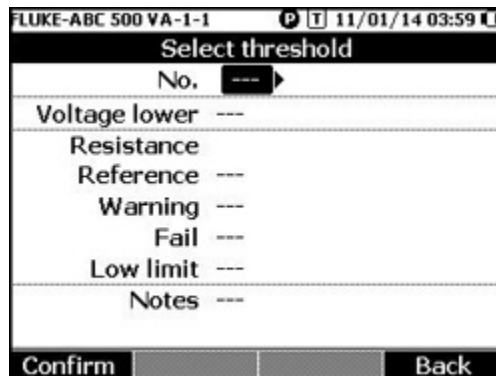 FLUKE-ABC 500 VA-1-1 P T 11/01/14 03:59
Select threshold
No. ---
Voltage lower ---
Resistance
Reference ---
Warning ---
Fail ---
Low limit ---
Notes ---
Confirm Back